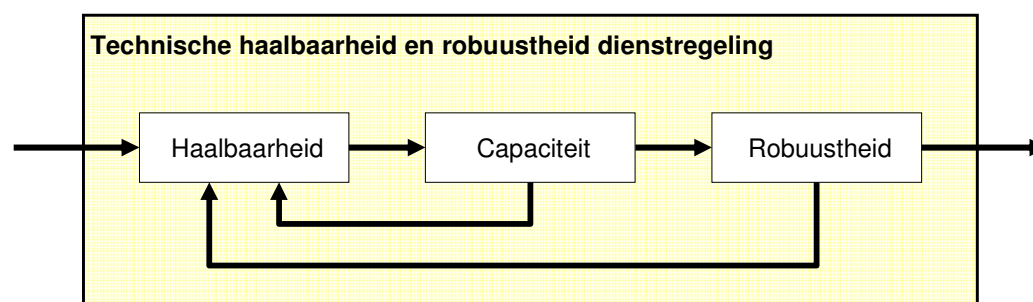 Technische haalbaarheid en robuustheid dienstregeling
Haalbaarheid
Capaciteit
Robuustheid